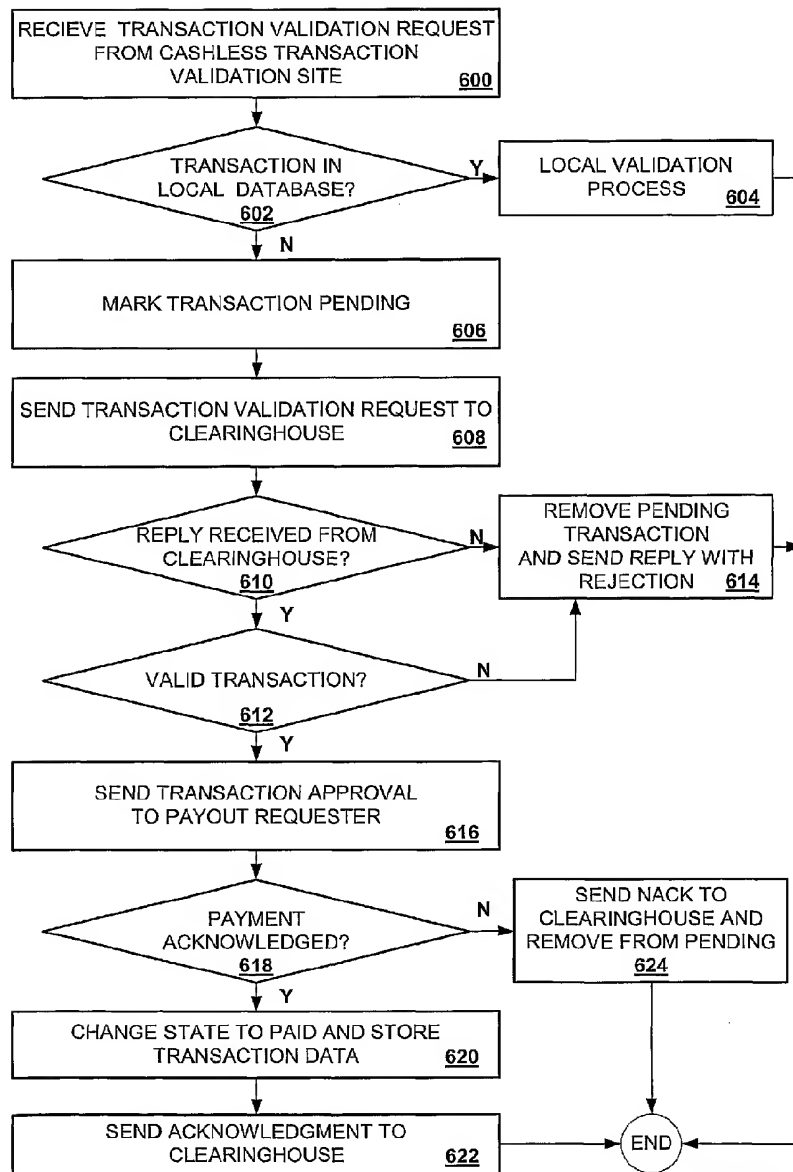 RECIEVE TRANSACTION VALIDATION REQUEST
FROM CASHLESS TRANSACTION
VALIDATION SITE
600
TRANSACTION IN
LOCAL DATABASE?
602
Y
N
LOCAL VALIDATION
PROCESS
604
MARK TRANSACTION PENDING
606
SEND TRANSACTION VALIDATION REQUEST TO
CLEARINGHOUSE
608
REPLY RECEIVED FROM
CLEARINGHOUSE?
610
N
Y
REMOVE PENDING
TRANSACTION
AND SEND REPLY WITH
REJECTION
614
VALID TRANSACTION?
612
N
Y
SEND TRANSACTION APPROVAL
TO PAYOUT REQUESTER
616
PAYMENT
ACKNOWLEDGED?
618
N
Y
SEND NACK TO
CLEARINGHOUSE AND
REMOVE FROM PENDING
624
CHANGE STATE TO PAID AND STORE
TRANSACTION DATA
620
SEND ACKNOWLEDGMENT TO
CLEARINGHOUSE
622
END